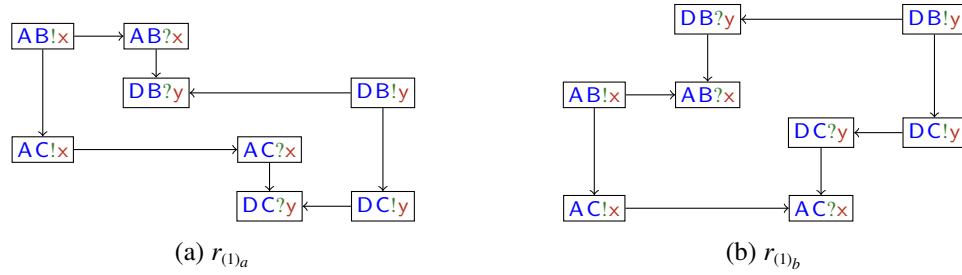 AB!x AB?x
DB?y DB!y
AC!x AC?x
DC?y DC!y
(a) r(1)a
DB?y DB!y
AB!x AB?x
DC?y DC!y
AC!x AC?x
(b) r(1)b